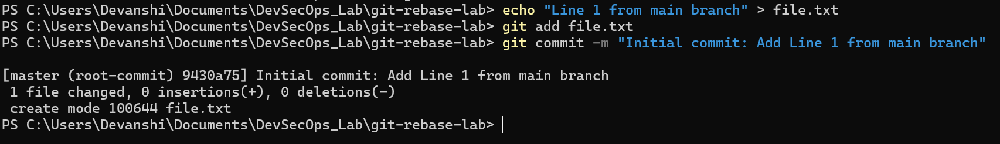 PS C:\Users\Devanshi\Documents\DevSecOps_Lab\git-rebase-lab> echo "Line 1 from main branch" > file.txt
PS C:\Users\Devanshi\Documents\DevSecOps_Lab\git-rebase-lab> git add file.txt
PS C:\Users\Devanshi\Documents\DevSecOps_Lab\git-rebase-lab> git commit -m "Initial commit: Add Line 1 from main branch"
[master (root-commit) 9430a75] Initial commit: Add Line 1 from main branch
 1 file changed, 0 insertions(+), 0 deletions(-)
 create mode 100644 file.txt
PS C:\Users\Devanshi\Documents\DevSecOps_Lab\git-rebase-lab>